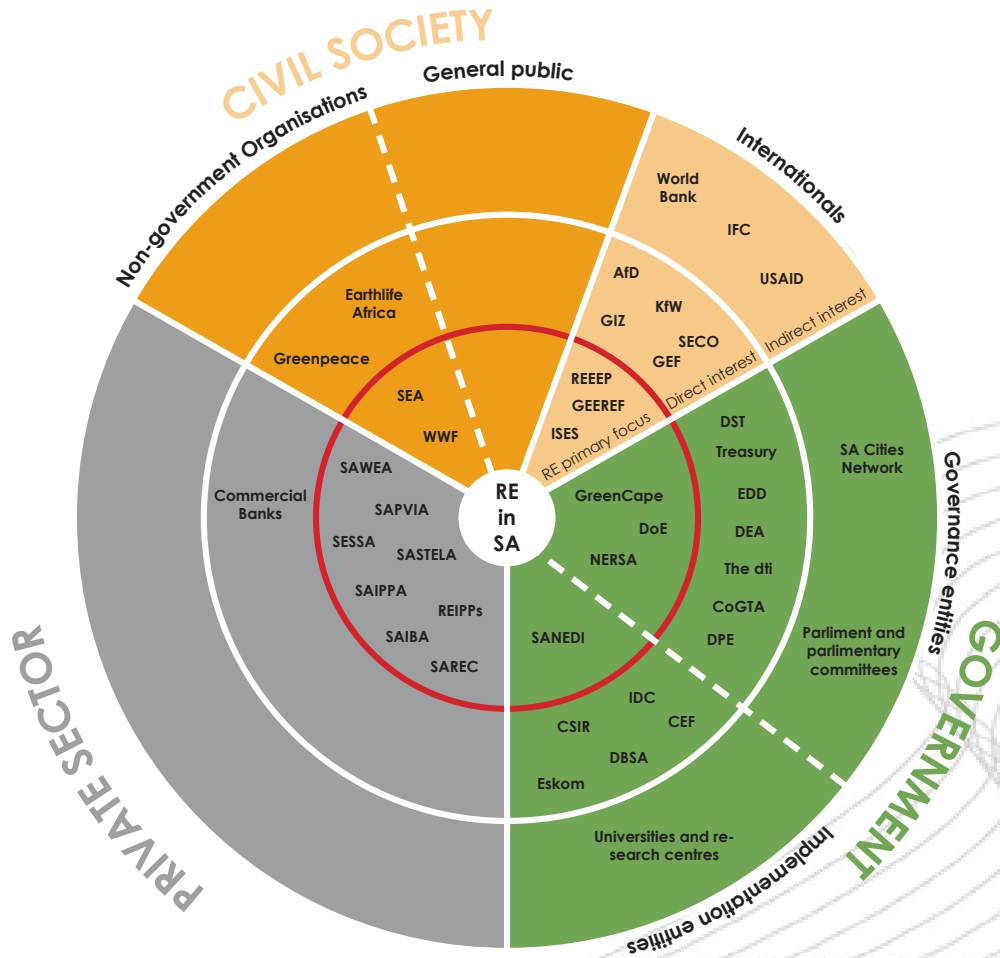 CIVIL SOCIETY
General public
Non-government Organisations
Internationals
World
Bank
IFC
USAID
Indirect interest
AfD
KfW
GIZ
SECO
GEF
Direct interest
REEEP
GEEREF
ISES
RE primary focus
Earthlife
Africa
Greenpeace
SEA
WWF
RE
in
SA
Commercial
Banks
SAWEA
SAPVIA
SESSA
SASTELA
SAIPPA
REIPPs
SAIBA
SAREC
PRIVATE SECTOR
GreenCape
DoE
NERSA
DST
Treasury
EDD
DEA
The dti
CoGTA
DPE
SA Cities
Network
Parliment and
parlimentary
committees
Governance entities
GOVERNMENT
SANEDI
IDC
CSIR
CEF
DBSA
Eskom
Universities and re-
search centres
Implementation entities